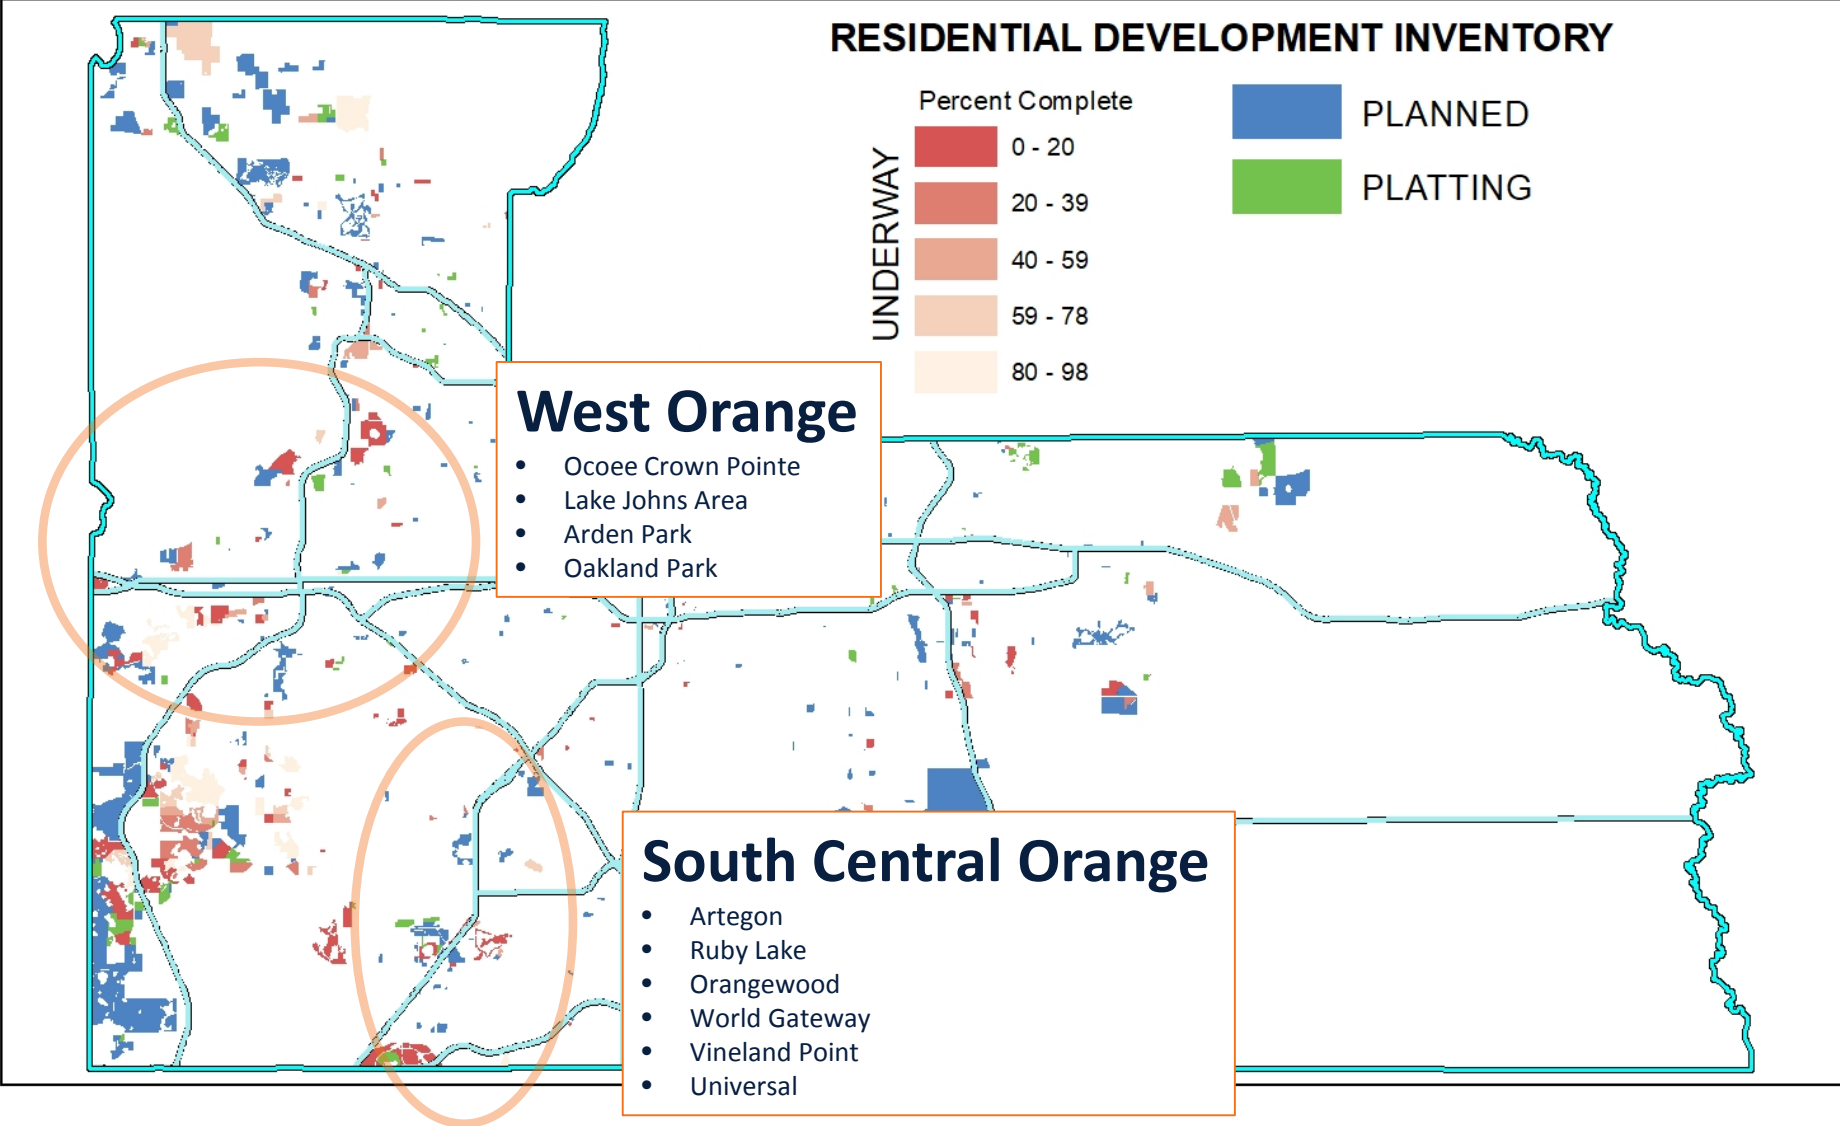 RESIDENTIAL DEVELOPMENT INVENTORY
Percent Complete
UNDERWAY
0 - 20
20 - 39
40 - 59
59 - 78
80 - 98
PLANNED
PLATTING
West Orange
• Ocoee Crown Pointe
• Lake Johns Area
• Arden Park
• Oakland Park
South Central Orange
• Artegon
• Ruby Lake
• Orangewood
• World Gateway
• Vineland Point
• Universal